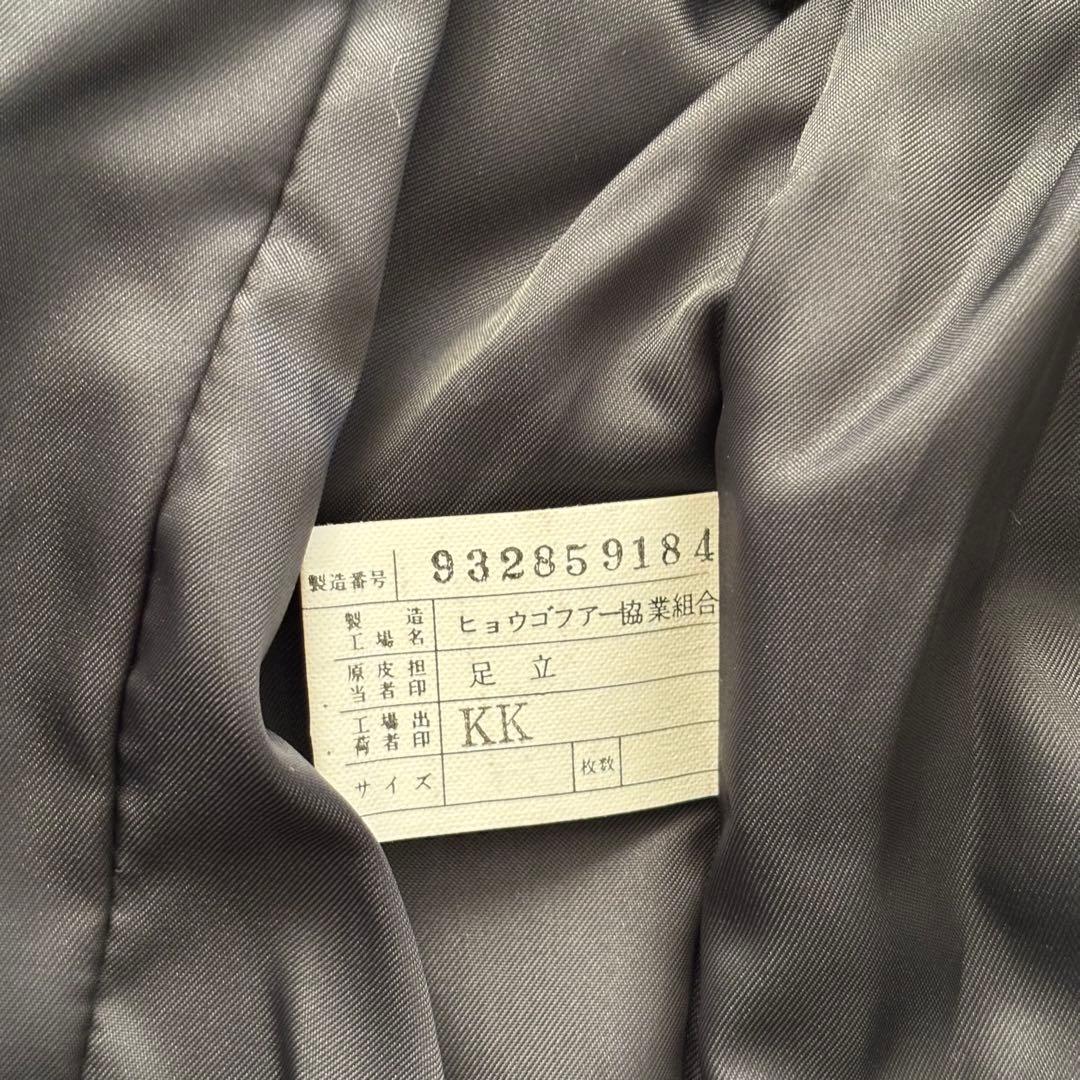 製造番号 932859184
製造工場名 ヒョウゴフアー協業組合
原皮担当者印 足立
工場出荷者印 KK
サイズ 枚数